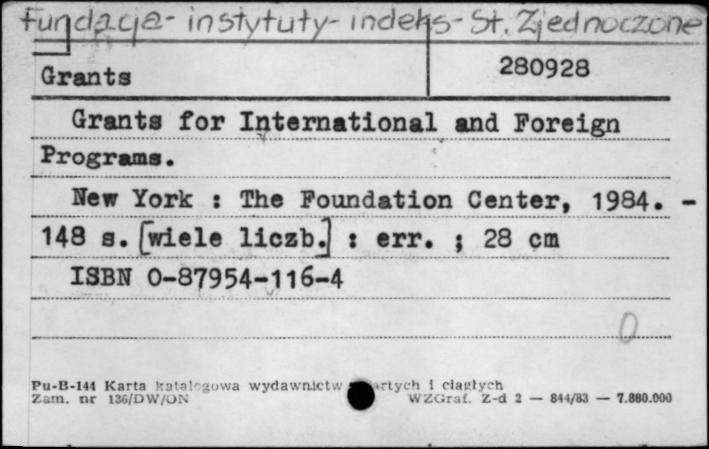 Fundacja - instytuty - indeks - St. Zjednoczone
Grants
280928
Grants for International and Foreign
Programs.
New York : The Foundation Center, 1984. -
148 s. [wiele liczb.] : err. ; 28 cm
ISBN 0-87954-116-4
0
Pu-B-144 Karta katalogowa wydawnictw i ciągłych
Zam. nr 136/DW/ON WZGraf. Z-d 2 — 844/83 — 7.880.000